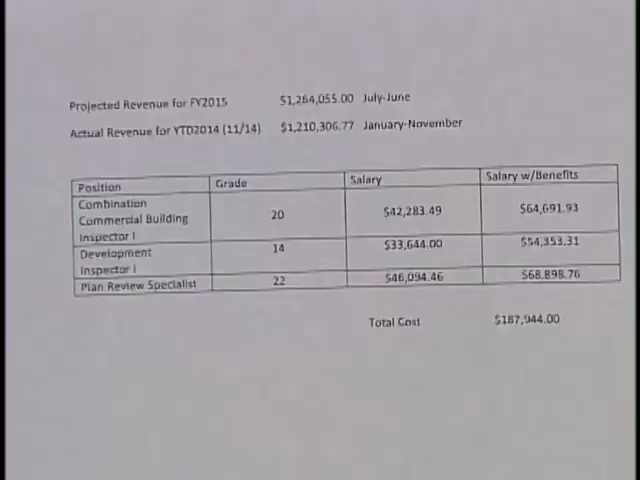 Projected Revenue for FY2015 $1,264,055.00 July-June
Actual Revenue for YTD2014 (11/14) $1,210,306.77 January-November
Position Grade Salary Salary w/Benefits
Combination
Commercial Building 20 $42,283.49 $64,691.93
Inspector I
Development 14 $33,644.00 $54,353.31
Inspector I
Plan Review Specialist 22 $46,094.46 $68,898.76
Total Cost $187,944.00